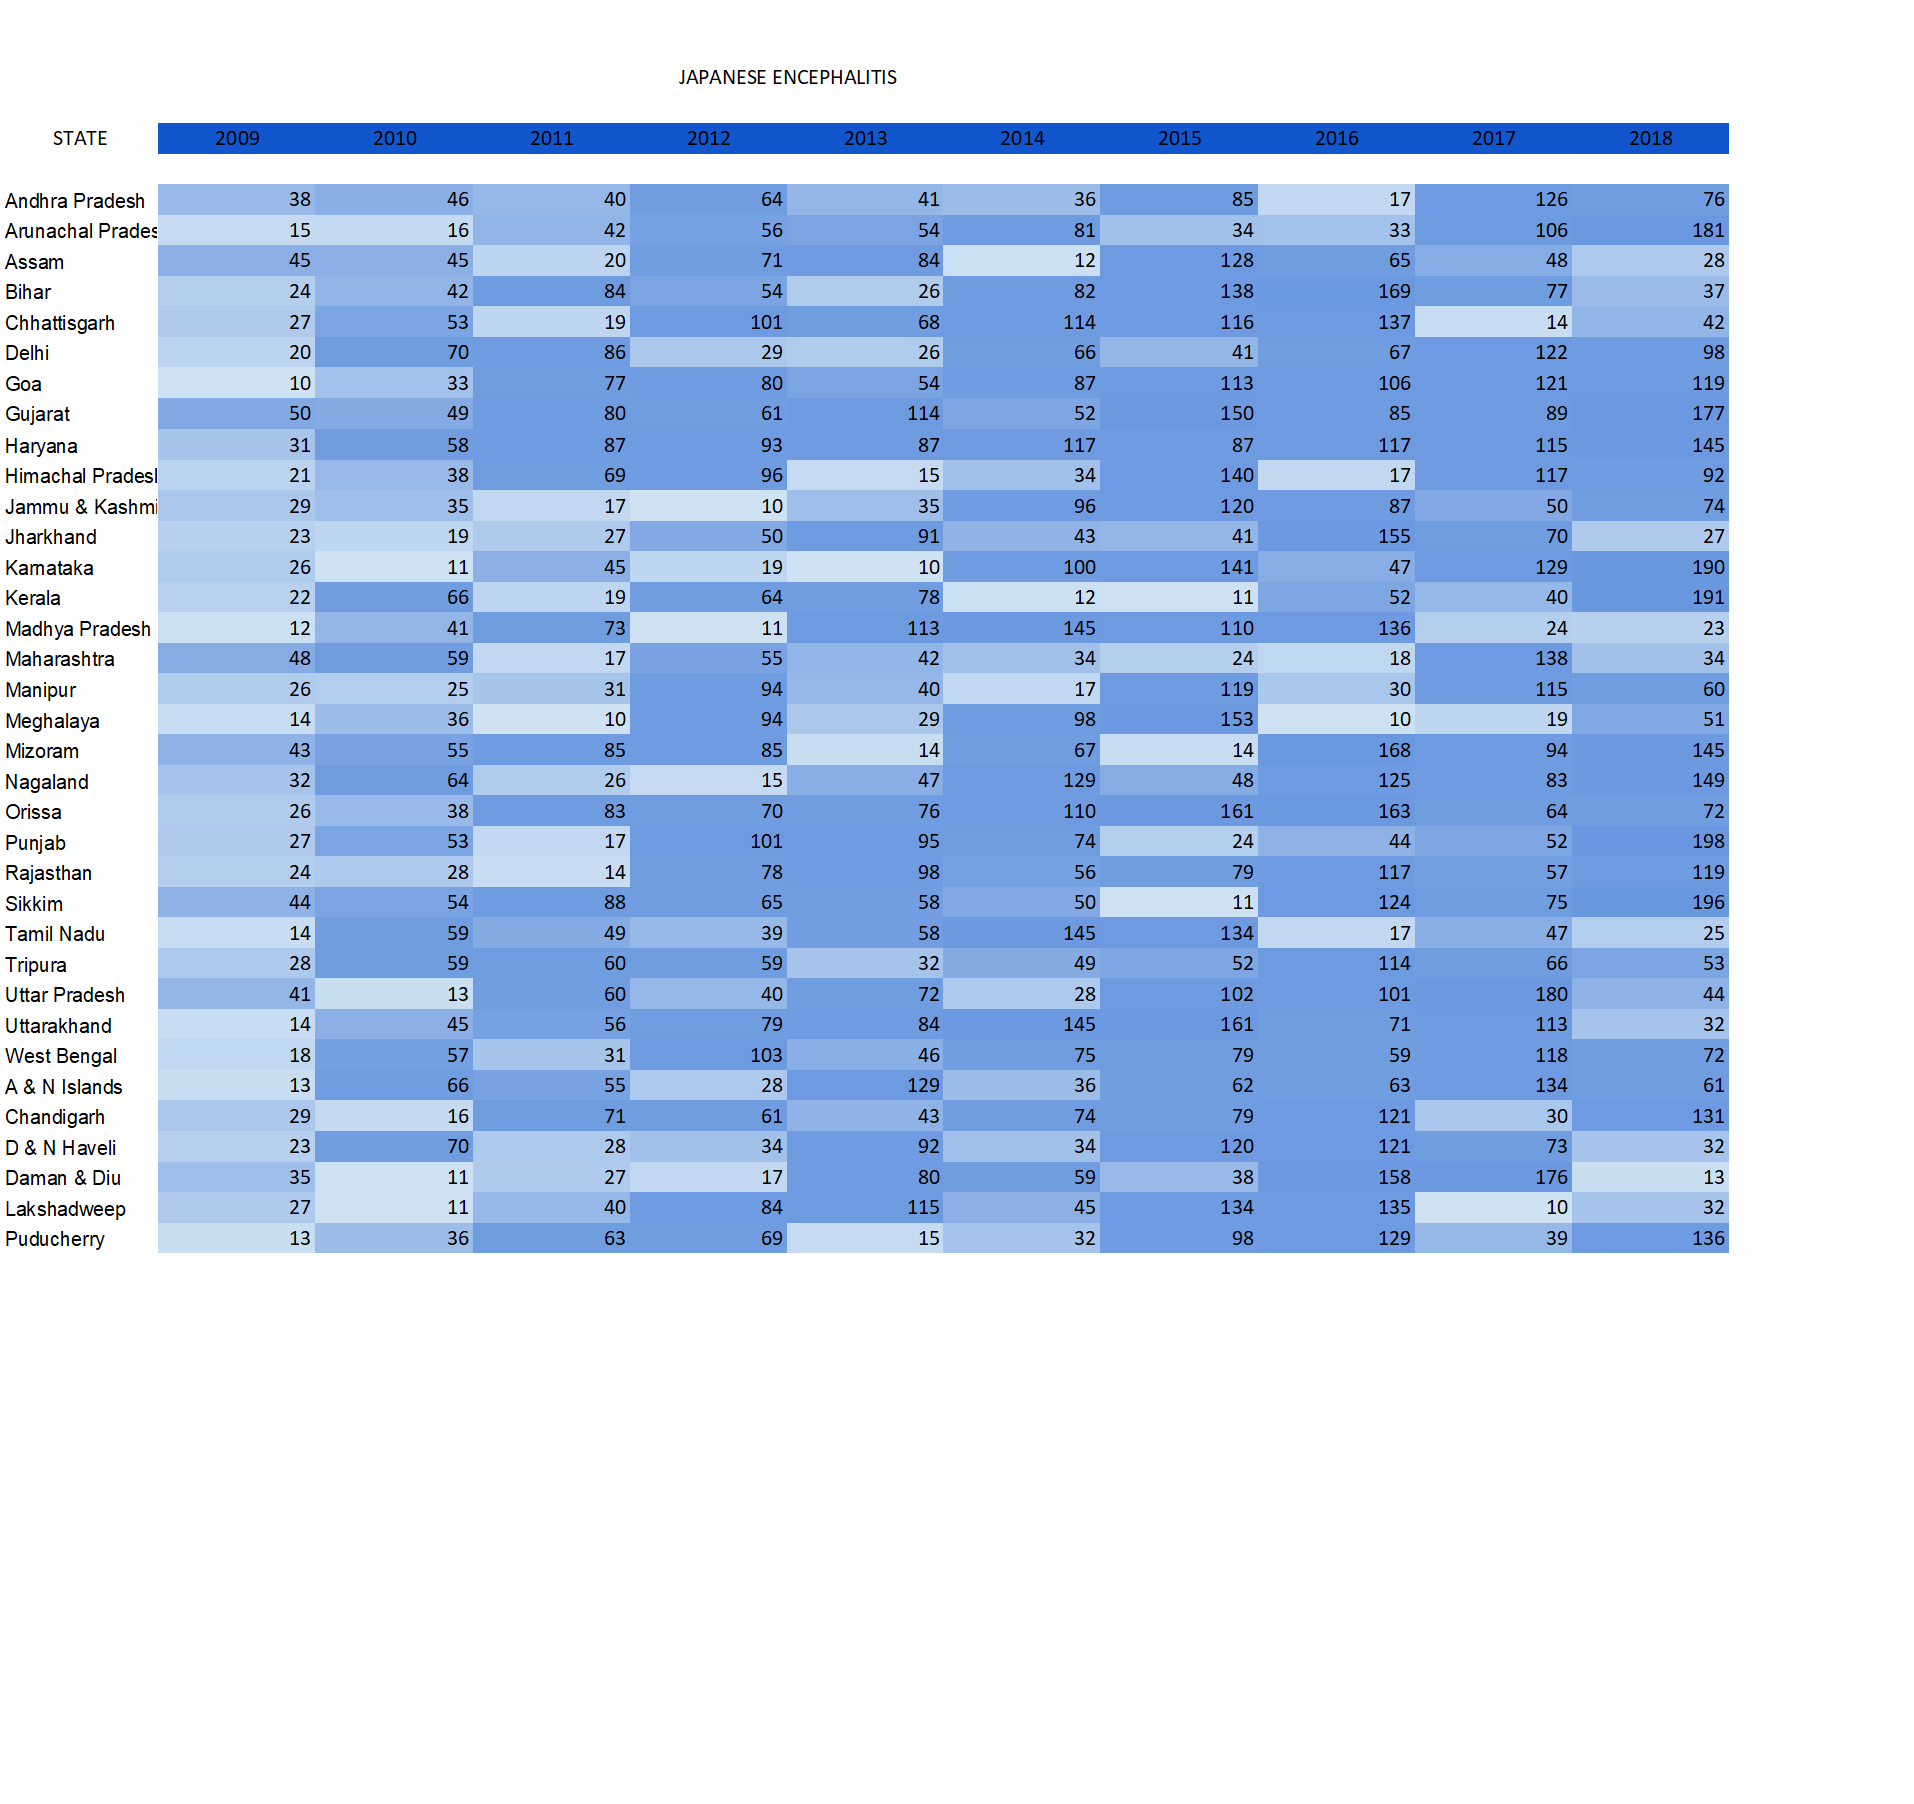 JAPANESE ENCEPHALITIS
STATE 2009 2010 2011 2012 2013 2014 2015 2016 2017 2018
Andhra Pradesh 38 46 40 64 41 36 85 17 126 76
Arunachal Prades 15 16 42 56 54 81 34 33 106 181
Assam 45 45 20 71 84 12 128 65 48 28
Bihar 24 42 84 54 26 82 138 169 77 37
Chhattisgarh 27 53 19 101 68 114 116 137 14 42
Delhi 20 70 86 29 26 66 41 67 122 98
Goa 10 33 77 80 54 87 113 106 121 119
Gujarat 50 49 80 61 114 52 150 85 89 177
Haryana 31 58 87 93 87 117 87 117 115 145
Himachal Pradesh 21 38 69 96 15 34 140 17 117 92
Jammu & Kashmi 29 35 17 10 35 96 120 87 50 74
Jharkhand 23 19 27 50 91 43 41 155 70 27
Karnataka 26 11 45 19 10 100 141 47 129 190
Kerala 22 66 19 64 78 12 11 52 40 191
Madhya Pradesh 12 41 73 11 113 145 110 136 24 23
Maharashtra 48 59 17 55 42 34 24 18 138 34
Manipur 26 25 31 94 40 17 119 30 115 60
Meghalaya 14 36 10 94 29 98 153 10 19 51
Mizoram 43 55 85 85 14 67 14 168 94 145
Nagaland 32 64 26 15 47 129 48 125 83 149
Orissa 26 38 83 70 76 110 161 163 64 72
Punjab 27 53 17 101 95 74 24 44 52 198
Rajasthan 24 28 14 78 98 56 79 117 57 119
Sikkim 44 54 88 65 58 50 11 124 75 196
Tamil Nadu 14 59 49 39 58 145 134 17 47 25
Tripura 28 59 60 59 32 49 52 114 66 53
Uttar Pradesh 41 13 60 40 72 28 102 101 180 44
Uttarakhand 14 45 56 79 84 145 161 71 113 32
West Bengal 18 57 31 103 46 75 79 59 118 72
A & N Islands 13 66 55 28 129 36 62 63 134 61
Chandigarh 29 16 71 61 43 74 79 121 30 131
D & N Haveli 23 70 28 34 92 34 120 121 73 32
Daman & Diu 35 11 27 17 80 59 38 158 176 13
Lakshadweep 27 11 40 84 115 45 134 135 10 32
Puducherry 13 36 63 69 15 32 98 129 39 136